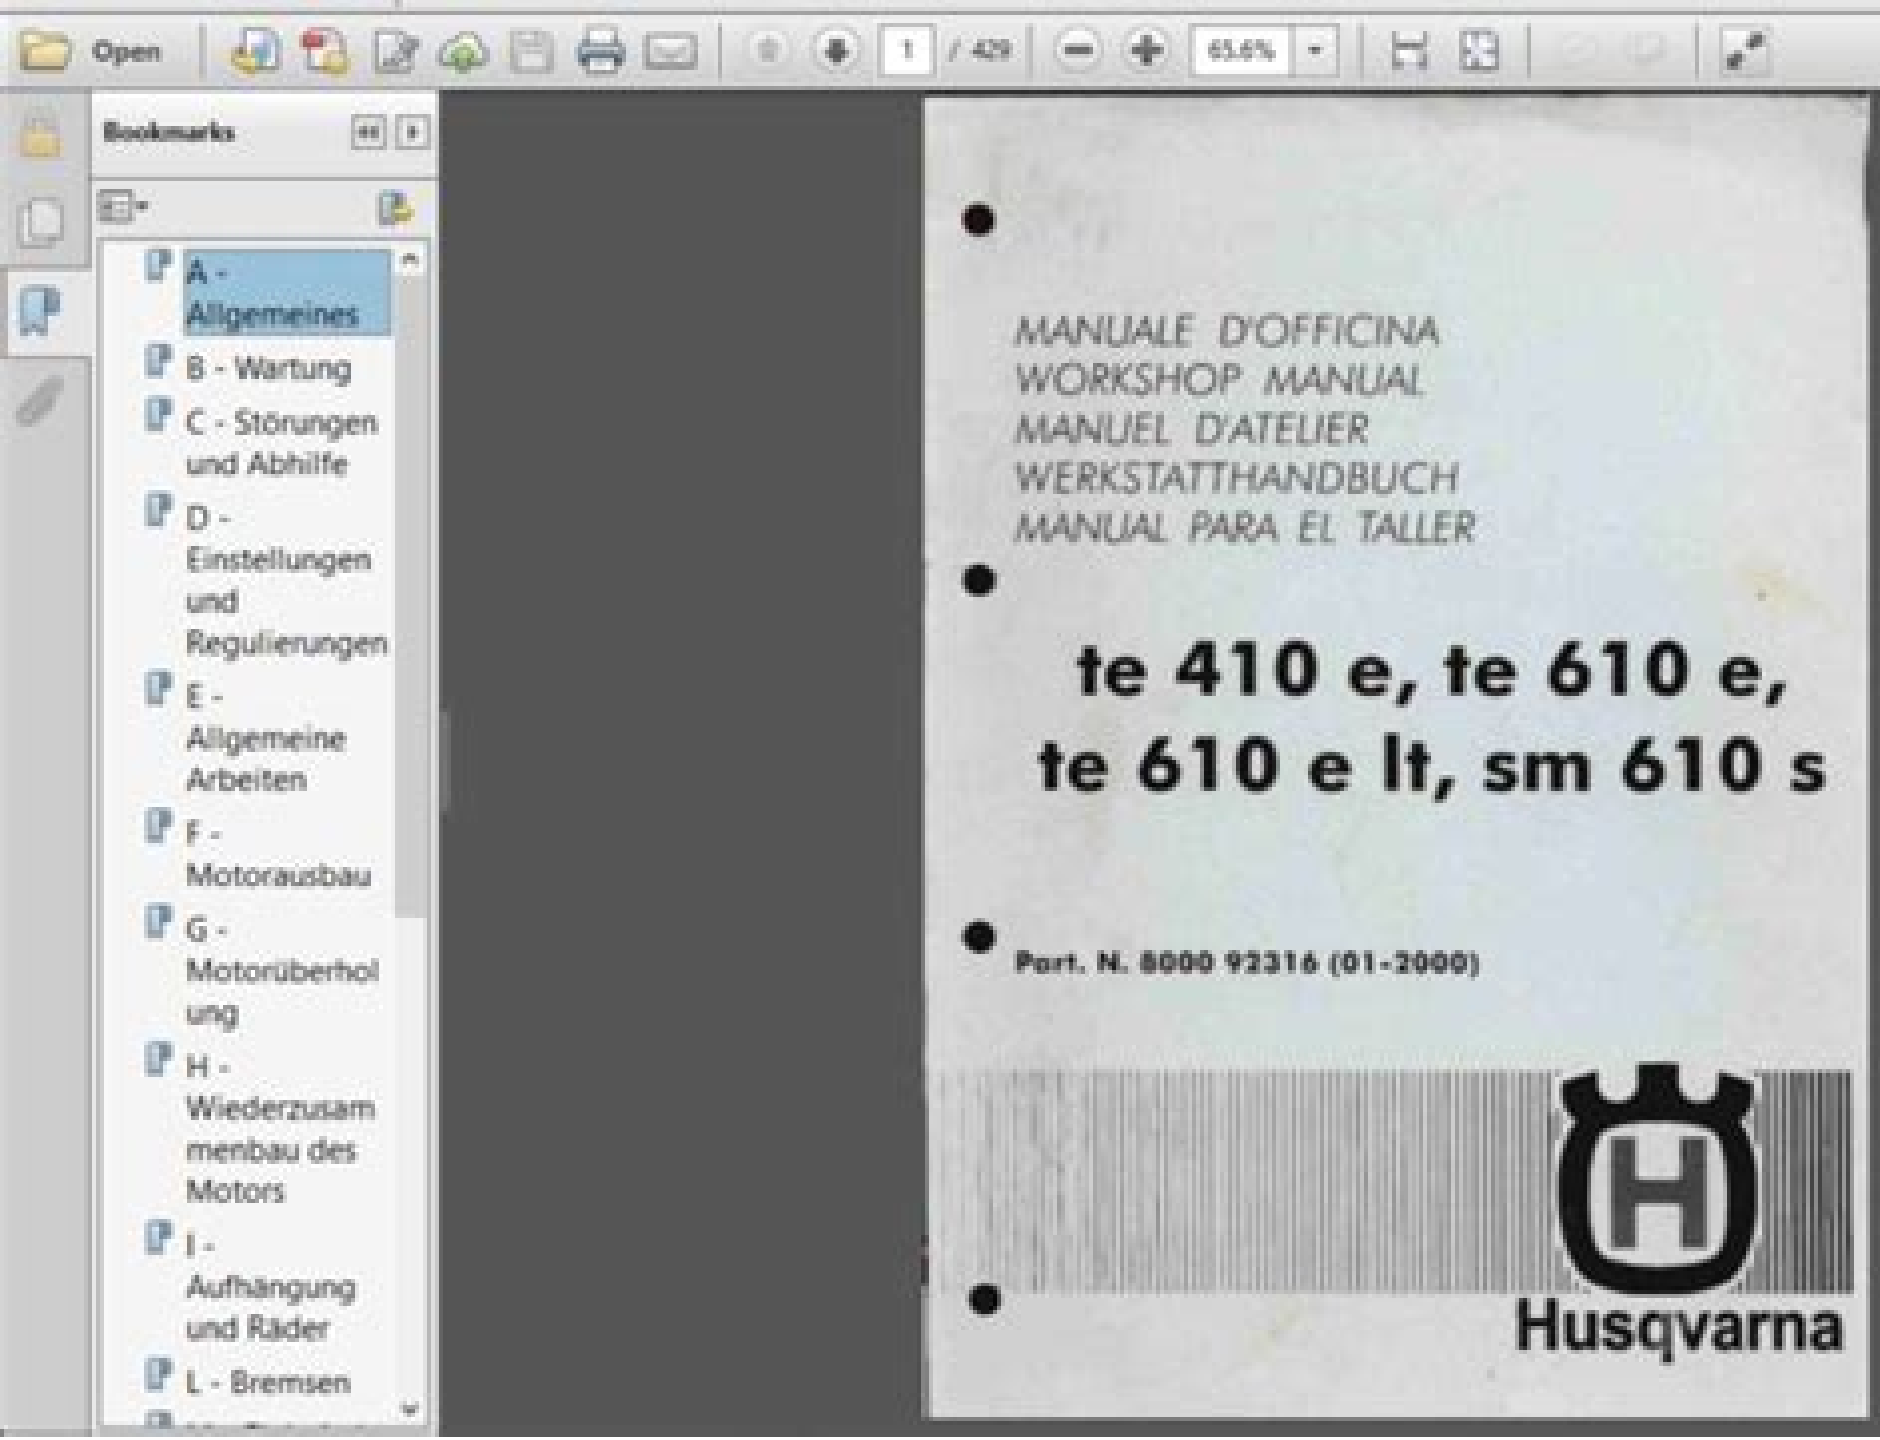 Open
1 / 429
65.6%
Bookmarks
A -
Allgemeines
B - Wartung
C - Störungen
und Abhilfe
D -
Einstellungen
und
Regulierungen
E -
Allgemeine
Arbeiten
F -
Motorausbau
G -
Motorüberhol
ung
H -
Wiederzusam
menbau des
Motors
I -
Aufhängung
und Räder
L - Bremsen
MANUALE D'OFFICINA
WORKSHOP MANUAL
MANUEL D'ATELIER
WERKSTATTHANDBUCH
MANUAL PARA EL TALLER
te 410 e, te 610 e,
te 610 e lt, sm 610 s
Part. N. 8000 92316 (01-2000)
H
Husqvarna